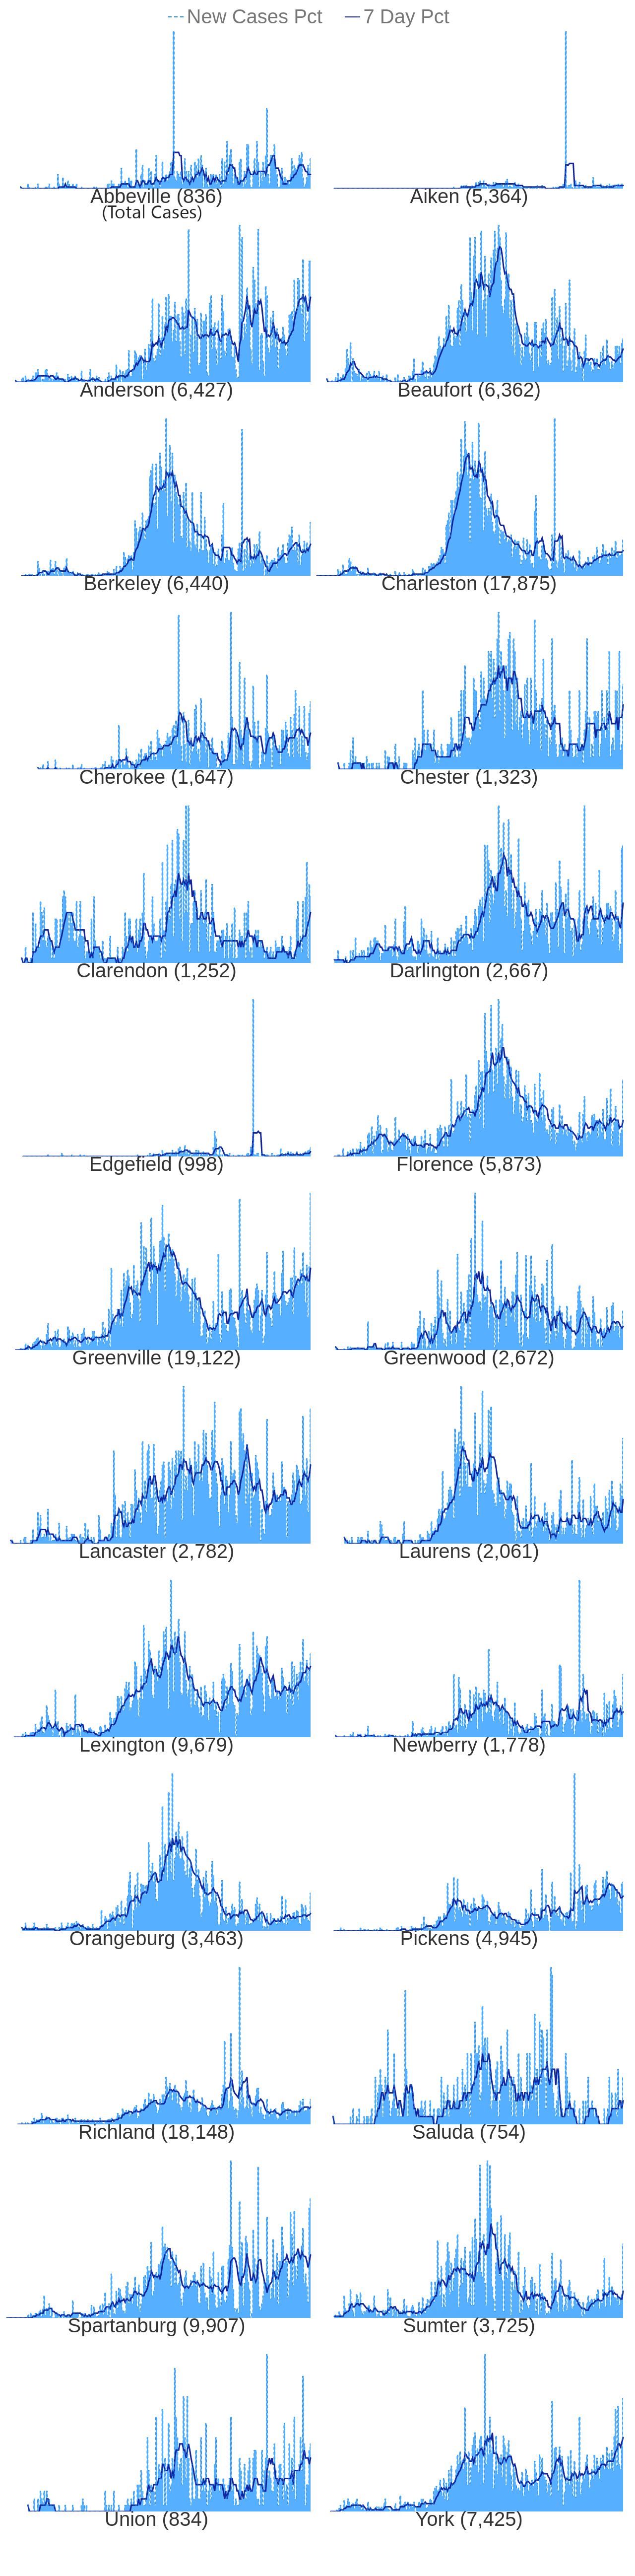 New Cases Pct 7 Day Pct
Abbeville (836) Aiken (5,364)
(Total Cases)
Anderson (6,427) Beaufort (6,362)
Berkeley (6,440) Charleston (17,875)
Cherokee (1,647) Chester (1,323)
Clarendon (1,252) Darlington (2,667)
Edgefield (998) Florence (5,873)
Greenville (19,122) Greenwood (2,672)
Lancaster (2,782) Laurens (2,061)
Lexington (9,679) Newberry (1,778)
Orangeburg (3,463) Pickens (4,945)
Richland (18,148) Saluda (754)
Spartanburg (9,907) Sumter (3,725)
Union (834) York (7,425)